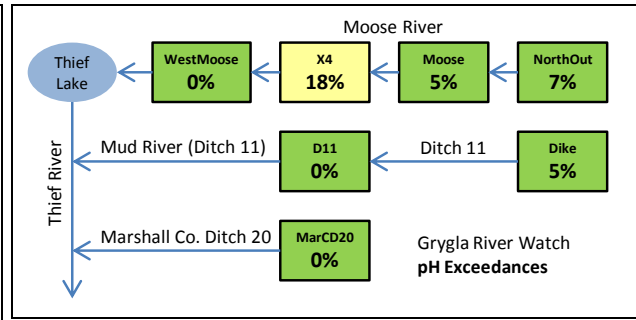 Moose River
Thief
Lake
WestMoose
0%
X4
18%
Moose
5%
NorthOut
7%
Thief River
Mud River (Ditch 11)
D11
0%
Ditch 11
Dike
5%
Marshall Co. Ditch 20
MarCD20
0%
Grygla River Watch
pH Exceedances